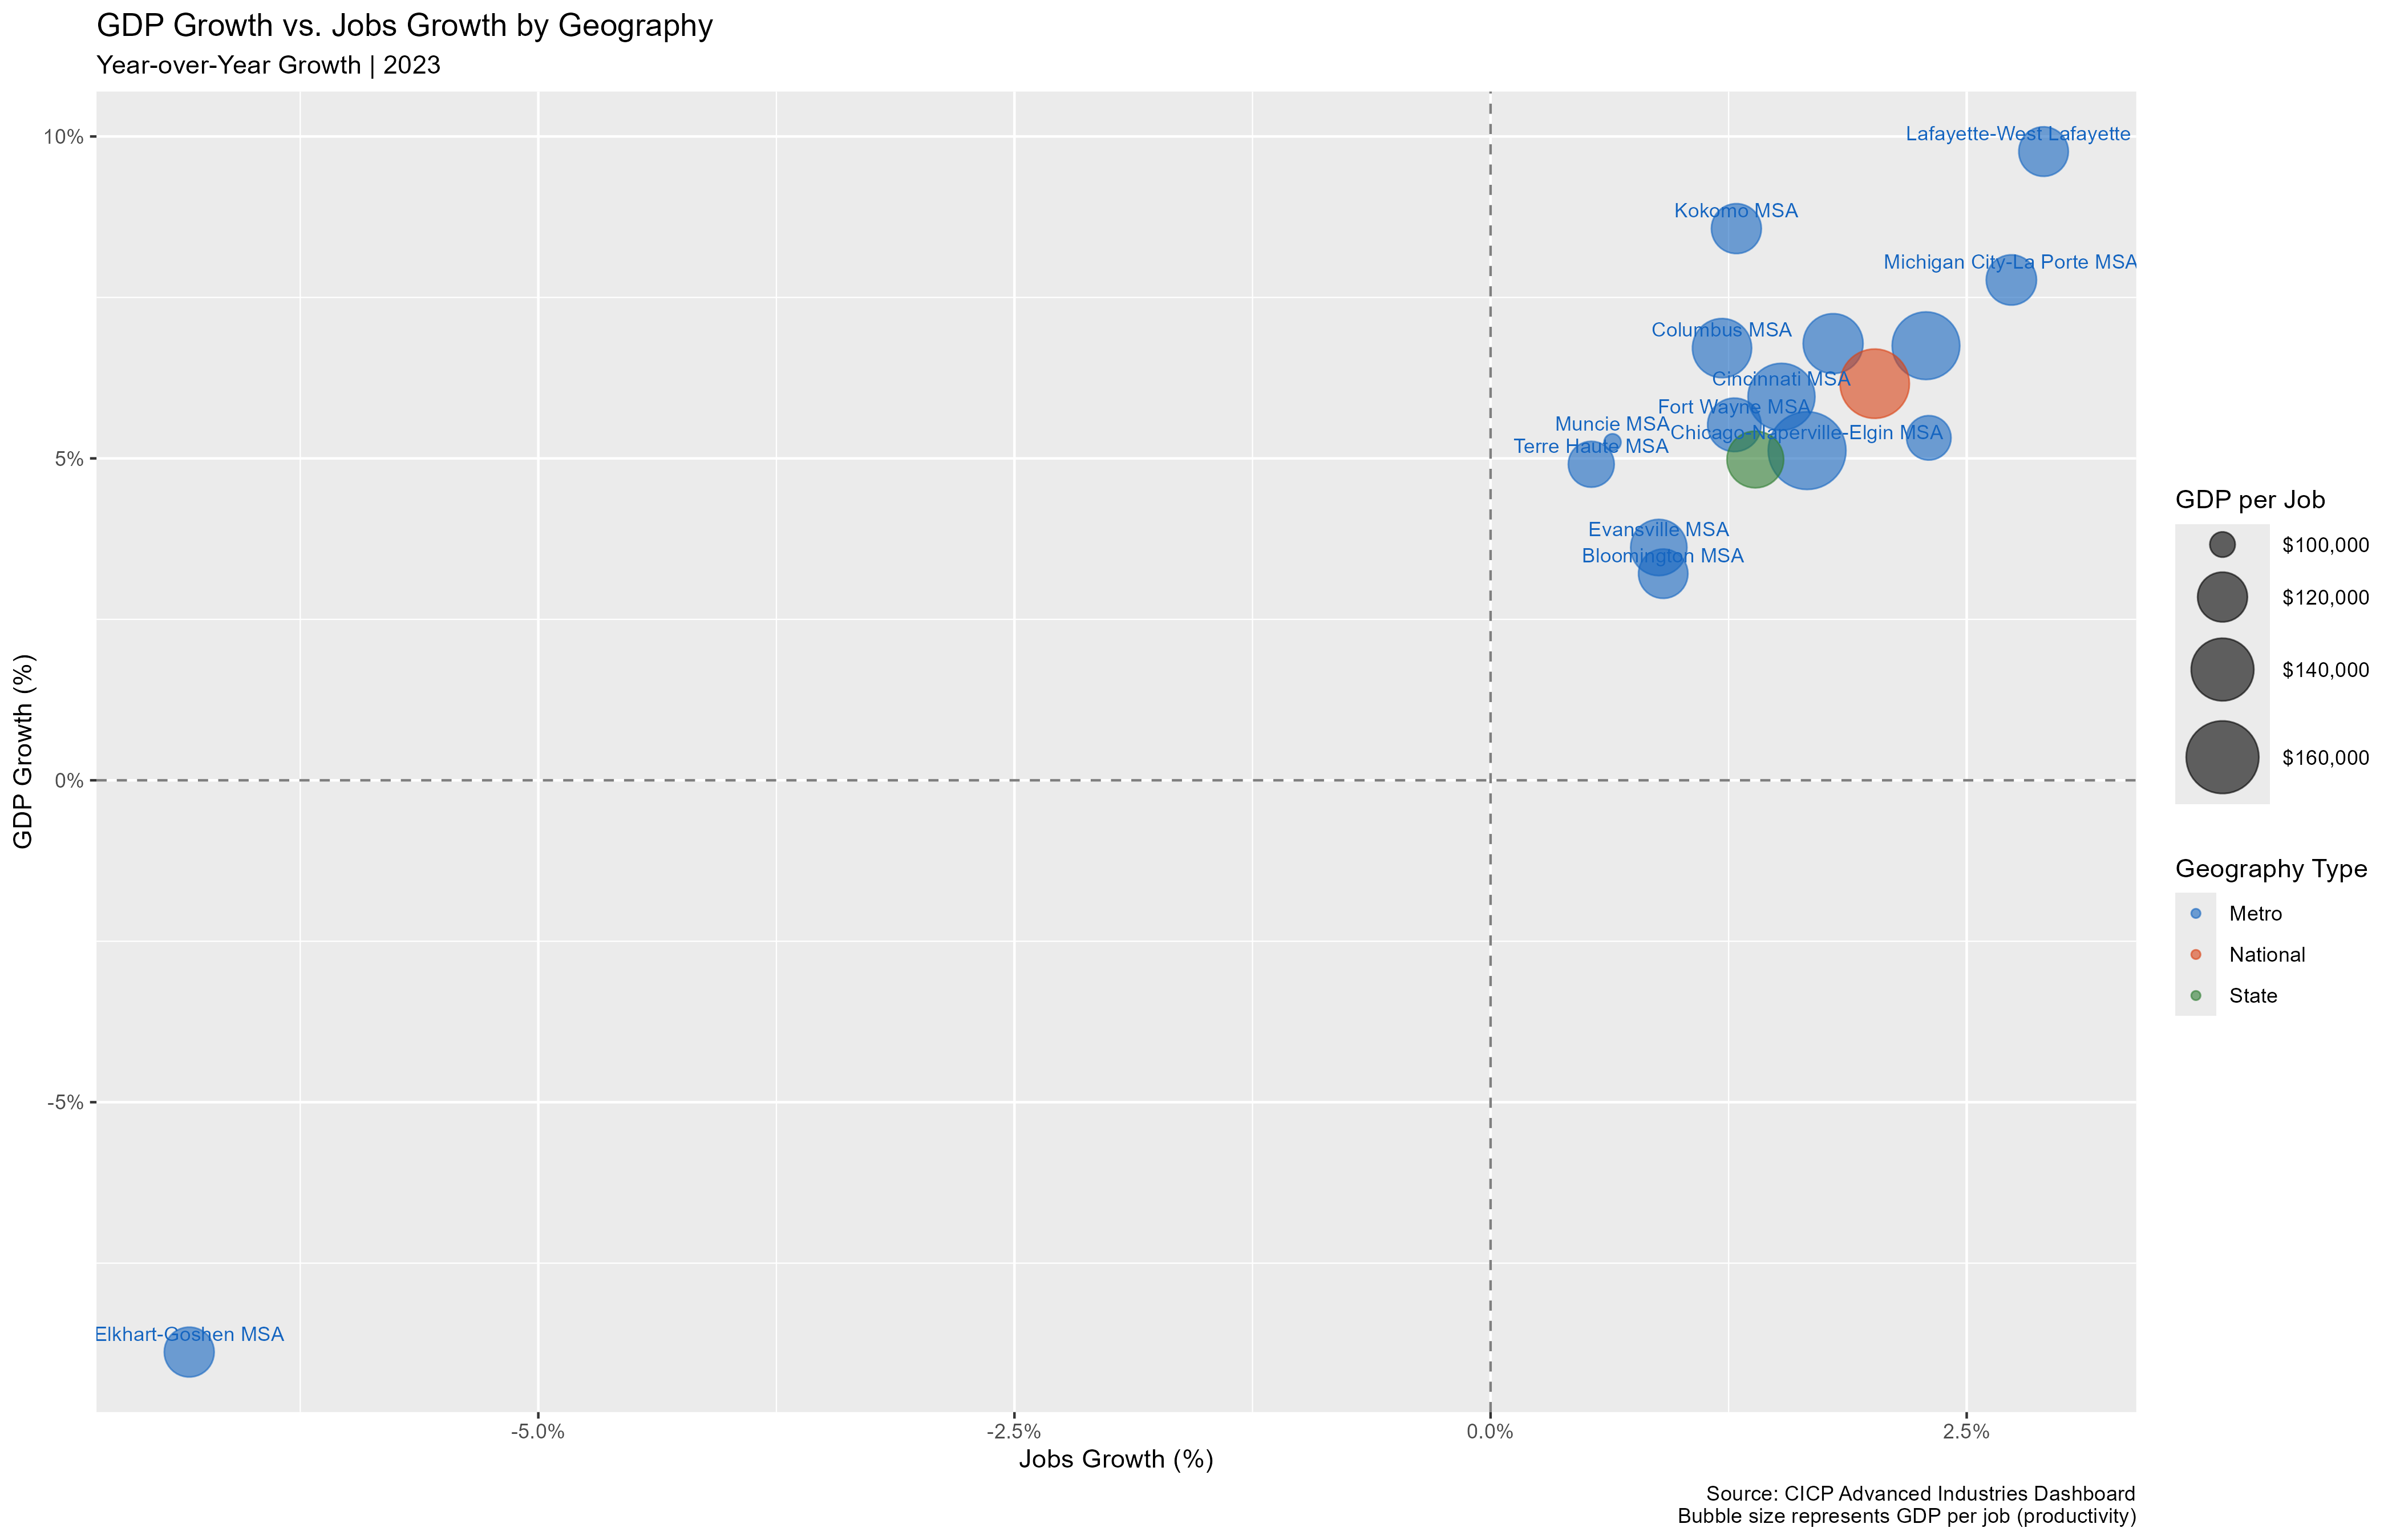 GDP Growth vs. Jobs Growth by Geography
Year-over-Year Growth | 2023
GDP Growth (%)
10%
5%
0%
-5%
Lafayette-West Lafayette
Kokomo MSA
Michigan City-La Porte MSA
Columbus MSA
Cincinnati MSA
Fort Wayne MSA
Muncie MSA
Chicago-Naperville-Elgin MSA
Terre Haute MSA
Evansville MSA
Bloomington MSA
Elkhart-Goshen MSA
-5.0%
-2.5%
0.0%
2.5%
Jobs Growth (%)
GDP per Job
$100,000
$120,000
$140,000
$160,000
Geography Type
Metro
National
State
Source: CICP Advanced Industries Dashboard
Bubble size represents GDP per job (productivity)